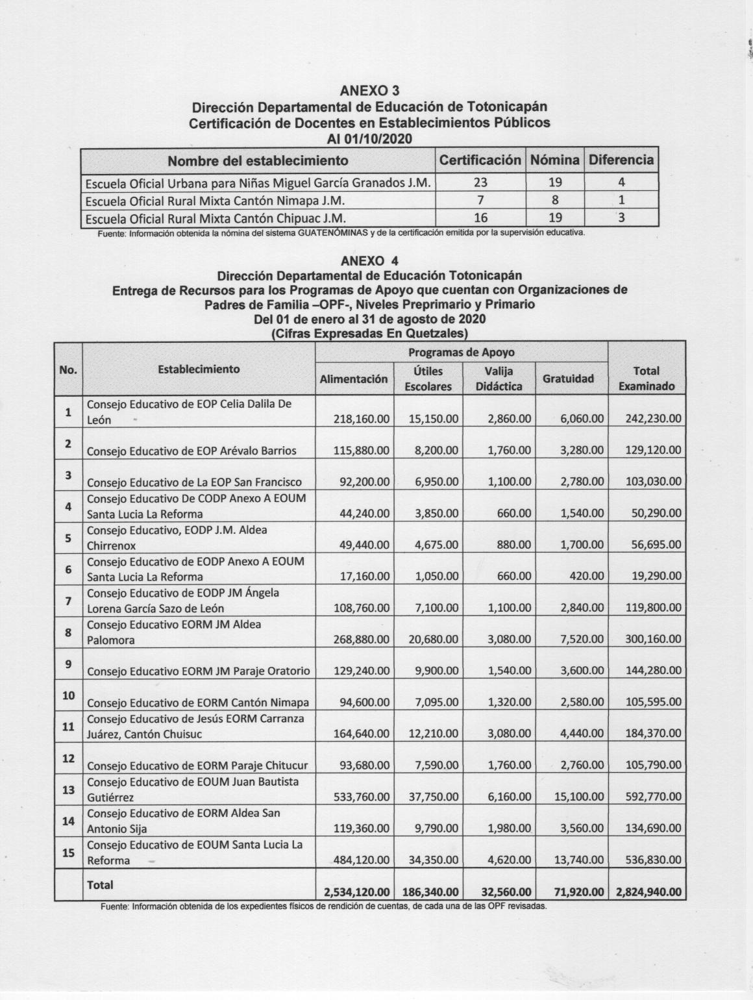 ANEXO 3
Dirección Departamental de Educación de Totonicapán
Certificación de Docentes en Establecimientos Públicos
Al 01/10/2020
Nombre del establecimiento Certificación Nómina Diferencia
Escuela Oficial Urbana para Niñas Miguel García Granados J.M. 23 19 4
Escuela Oficial Rural Mixta Cantón Nimapa J.M. 7 8 1
Escuela Oficial Rural Mixta Cantón Chipuac J.M. 16 19 3
Fuente: Información obtenida la nómina del sistema GUATENÓMINAS y de la certificación emitida por la supervisión educativa.
ANEXO 4
Dirección Departamental de Educación Totonicapán
Entrega de Recursos para los Programas de Apoyo que cuentan con Organizaciones de
Padres de Familia –OPF-, Niveles Preprimario y Primario
Del 01 de enero al 31 de agosto de 2020
(Cifras Expresadas En Quetzales)
No. Establecimiento Programas de Apoyo Total
Examinado
Alimentación Útiles
Escolares Valija
Didáctica Gratuidad
1 Consejo Educativo de EOP Celia Dalila De
León 218,160.00 15,150.00 2,860.00 6,060.00 242,230.00
2 Consejo Educativo de EOP Arévalo Barrios 115,880.00 8,200.00 1,760.00 3,280.00 129,120.00
3 Consejo Educativo de La EOP San Francisco 92,200.00 6,950.00 1,100.00 2,780.00 103,030.00
4 Consejo Educativo De CODP Anexo A EOUM
Santa Lucia La Reforma 44,240.00 3,850.00 660.00 1,540.00 50,290.00
5 Consejo Educativo, EODP J.M. Aldea
Chirrenox 49,440.00 4,675.00 880.00 1,700.00 56,695.00
6 Consejo Educativo de EODP Anexo A EOUM
Santa Lucia La Reforma 17,160.00 1,050.00 660.00 420.00 19,290.00
7 Consejo Educativo de EODP JM Ángela
Lorena García Sazo de León 108,760.00 7,100.00 1,100.00 2,840.00 119,800.00
8 Consejo Educativo EORM JM Aldea
Palomora 268,880.00 20,680.00 3,080.00 7,520.00 300,160.00
9 Consejo Educativo EORM JM Paraje Oratorio 129,240.00 9,900.00 1,540.00 3,600.00 144,280.00
10 Consejo Educativo de EORM Cantón Nimapa 94,600.00 7,095.00 1,320.00 2,580.00 105,595.00
11 Consejo Educativo de Jesús EORM Carranza
Juárez, Cantón Chuisuc 164,640.00 12,210.00 3,080.00 4,440.00 184,370.00
12 Consejo Educativo de EORM Paraje Chitucur 93,680.00 7,590.00 1,760.00 2,760.00 105,790.00
13 Consejo Educativo de EOUM Juan Bautista
Gutiérrez 533,760.00 37,750.00 6,160.00 15,100.00 592,770.00
14 Consejo Educativo de EORM Aldea San
Antonio Sija 119,360.00 9,790.00 1,980.00 3,560.00 134,690.00
15 Consejo Educativo de EOUM Santa Lucia La
Reforma 484,120.00 34,350.00 4,620.00 13,740.00 536,830.00
Total 2,534,120.00 186,340.00 32,560.00 71,920.00 2,824,940.00
Fuente: Información obtenida de los expedientes físicos de rendición de cuentas, de cada una de las OPF revisadas.